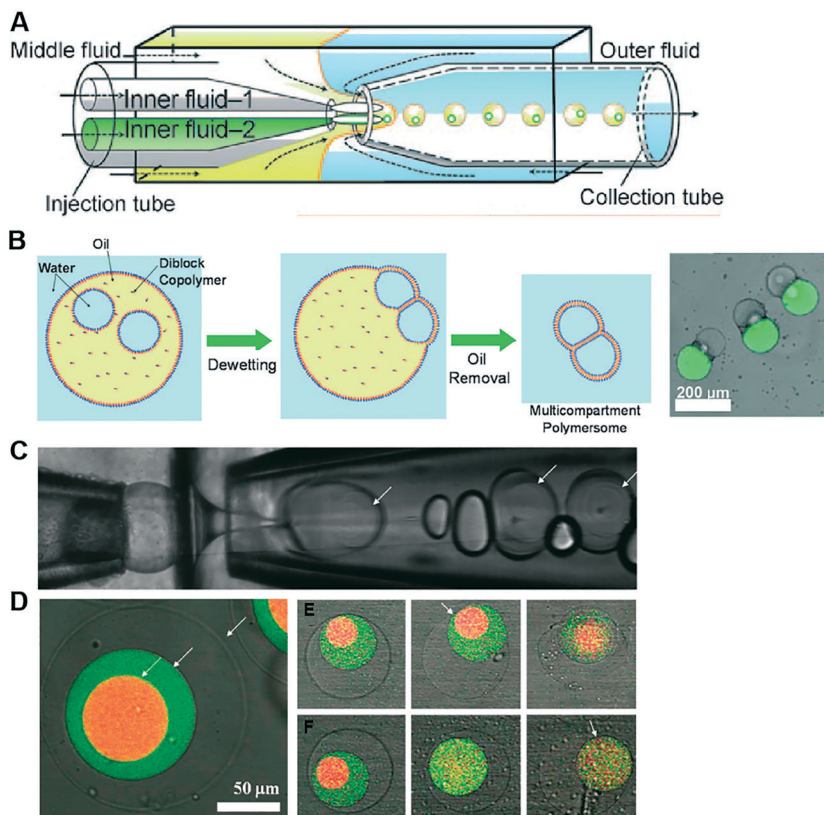 A
Middle fluid
Outer fluid
Inner fluid–1
Inner fluid–2
Injection tube
Collection tube
B
Oil
Water
Diblock
Copolymer
Dewetting
Oil
Removal
Multicompartment
Polymersome
200 µm
C
D
50 µm
E
F